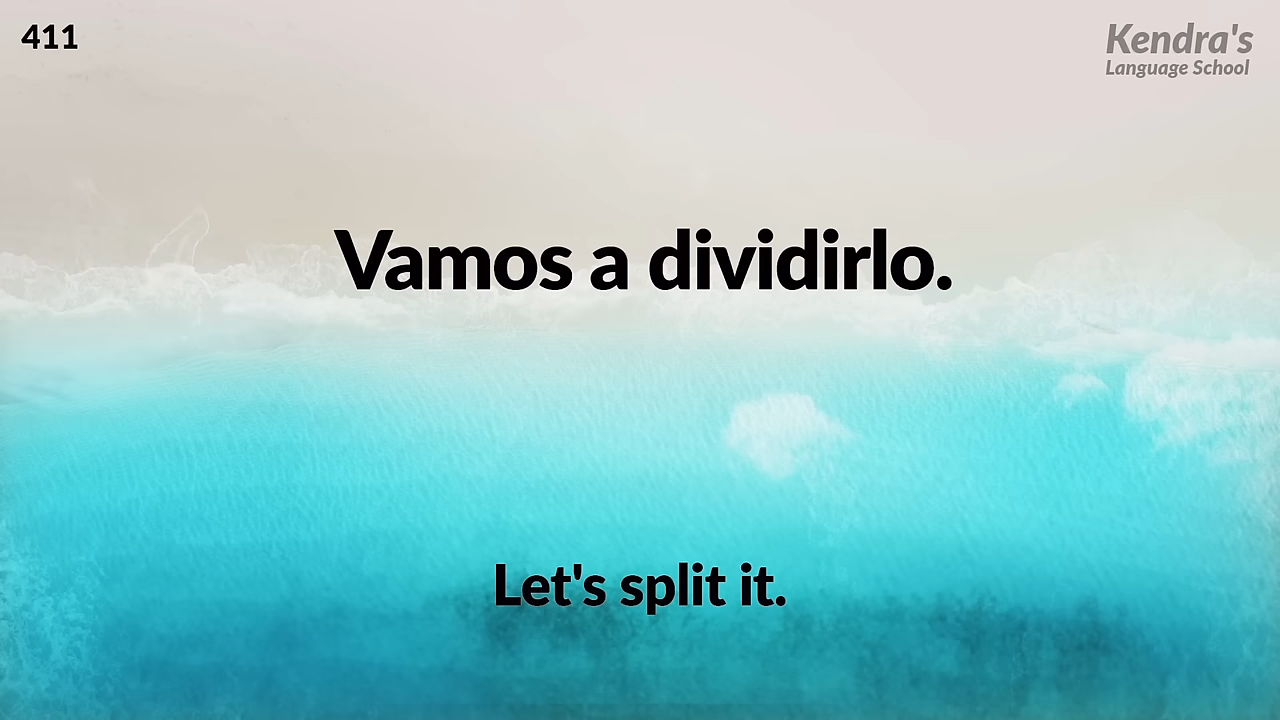 411
Kendra's
Language School
Vamos a dividirlo.
Let's split it.